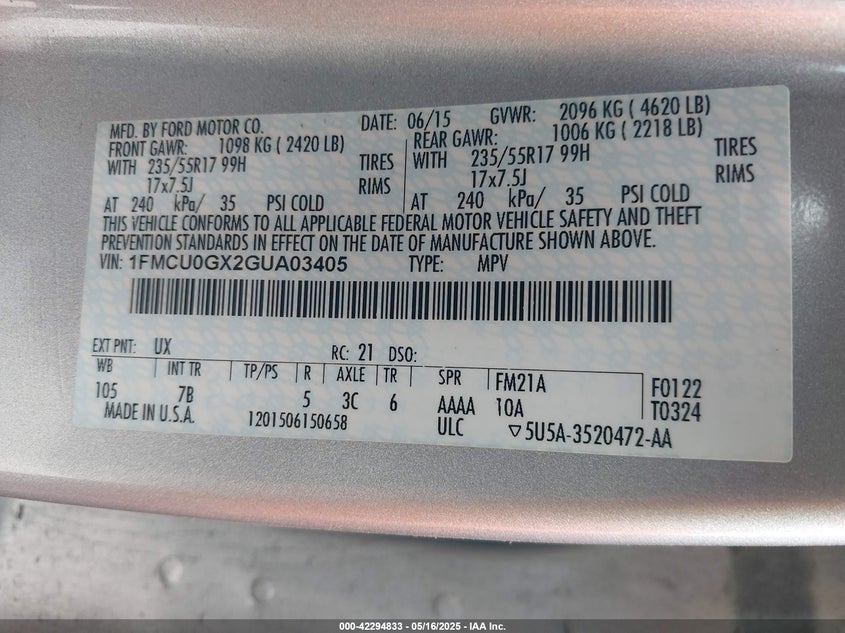 MFD. BY FORD MOTOR CO. DATE: 06/15 GVWR: 2096 KG ( 4620 LB)
FRONT GAWR: 1098 KG ( 2420 LB) REAR GAWR: 1006 KG ( 2218 LB)
WITH 235/55R17 99H TIRES WITH 235/55R17 99H TIRES
17x7.5J RIMS 17x7.5J RIMS
AT 240 kPa/ 35 PSI COLD AT 240 kPa/ 35 PSI COLD
THIS VEHICLE CONFORMS TO ALL APPLICABLE FEDERAL MOTOR VEHICLE SAFETY AND THEFT
PREVENTION STANDARDS IN EFFECT ON THE DATE OF MANUFACTURE SHOWN ABOVE.
VIN: 1FMCU0GX2GUA03405 TYPE: MPV
EXT PNT: UX RC: 21 DSO:
WB INT TR TP/PS R AXLE TR SPR FM21A F0122
105 7B 5 3C 6 AAAA 10A T0324
MADE IN U.S.A. 1201506150658 ULC ▽5U5A-3520472-AA
000-42294833 - 05/16/2025 - IAA Inc.